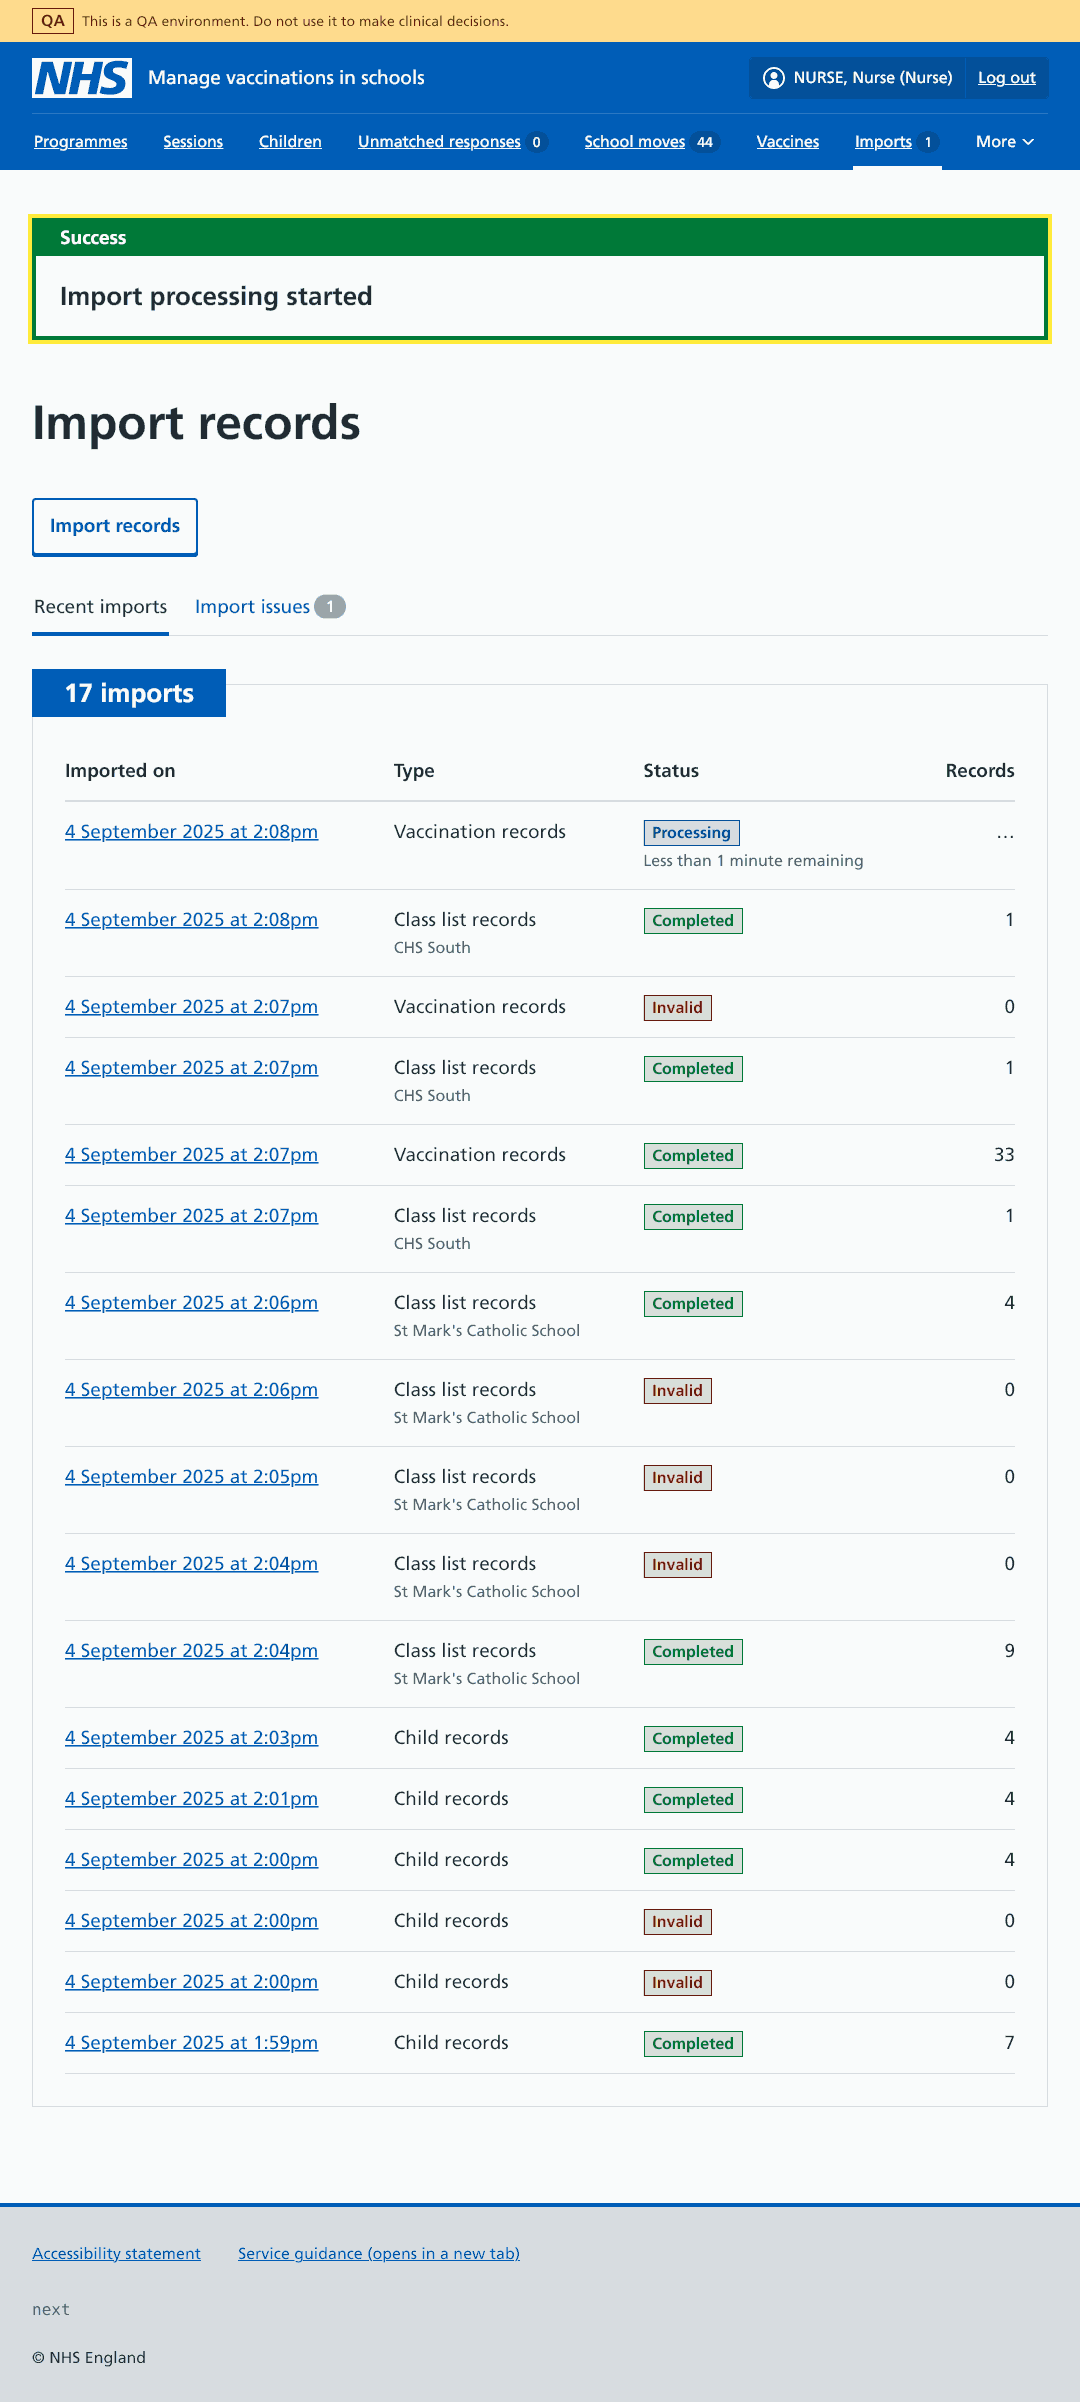 QA This is a QA environment. Do not use it to make clinical decisions.
NHS Manage vaccinations in schools NURSE, Nurse (Nurse) Log out
Programmes Sessions Children Unmatched responses 0 School moves 44 Vaccines Imports 1 More
Success
Import processing started
Import records
Import records
Recent imports Import issues 1
17 imports
Imported on Type Status Records
4 September 2025 at 2:08pm Vaccination records Processing ...
Less than 1 minute remaining
4 September 2025 at 2:08pm Class list records Completed 1
CHS South
4 September 2025 at 2:07pm Vaccination records Invalid 0
4 September 2025 at 2:07pm Class list records Completed 1
CHS South
4 September 2025 at 2:07pm Vaccination records Completed 33
4 September 2025 at 2:07pm Class list records Completed 1
CHS South
4 September 2025 at 2:06pm Class list records Completed 4
St Mark's Catholic School
4 September 2025 at 2:06pm Class list records Invalid 0
St Mark's Catholic School
4 September 2025 at 2:05pm Class list records Invalid 0
St Mark's Catholic School
4 September 2025 at 2:04pm Class list records Invalid 0
St Mark's Catholic School
4 September 2025 at 2:04pm Class list records Completed 9
St Mark's Catholic School
4 September 2025 at 2:03pm Child records Completed 4
4 September 2025 at 2:01pm Child records Completed 4
4 September 2025 at 2:00pm Child records Completed 4
4 September 2025 at 2:00pm Child records Invalid 0
4 September 2025 at 2:00pm Child records Invalid 0
4 September 2025 at 1:59pm Child records Completed 7
Accessibility statement Service guidance (opens in a new tab)
next
© NHS England